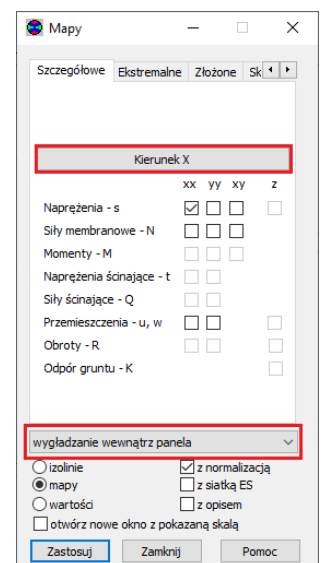 Mapy
Szczegółowe Ekstremalne Złożone Sk
Kierunek X
xx yy xy z
Naprężenia - s
Siły membranowe - N
Momenty - M
Naprężenia ścinające - t
Siły ścinające - Q
Przemieszczenia - u, w
Obroty - R
Odpór gruntu - K
wygładzanie wewnątrz panela
izolinie z normalizacją
mapy z siatką ES
wartości z opisem
otwórz nowe okno z pokazaną skalą
Zastosuj Zamknij Pomoc